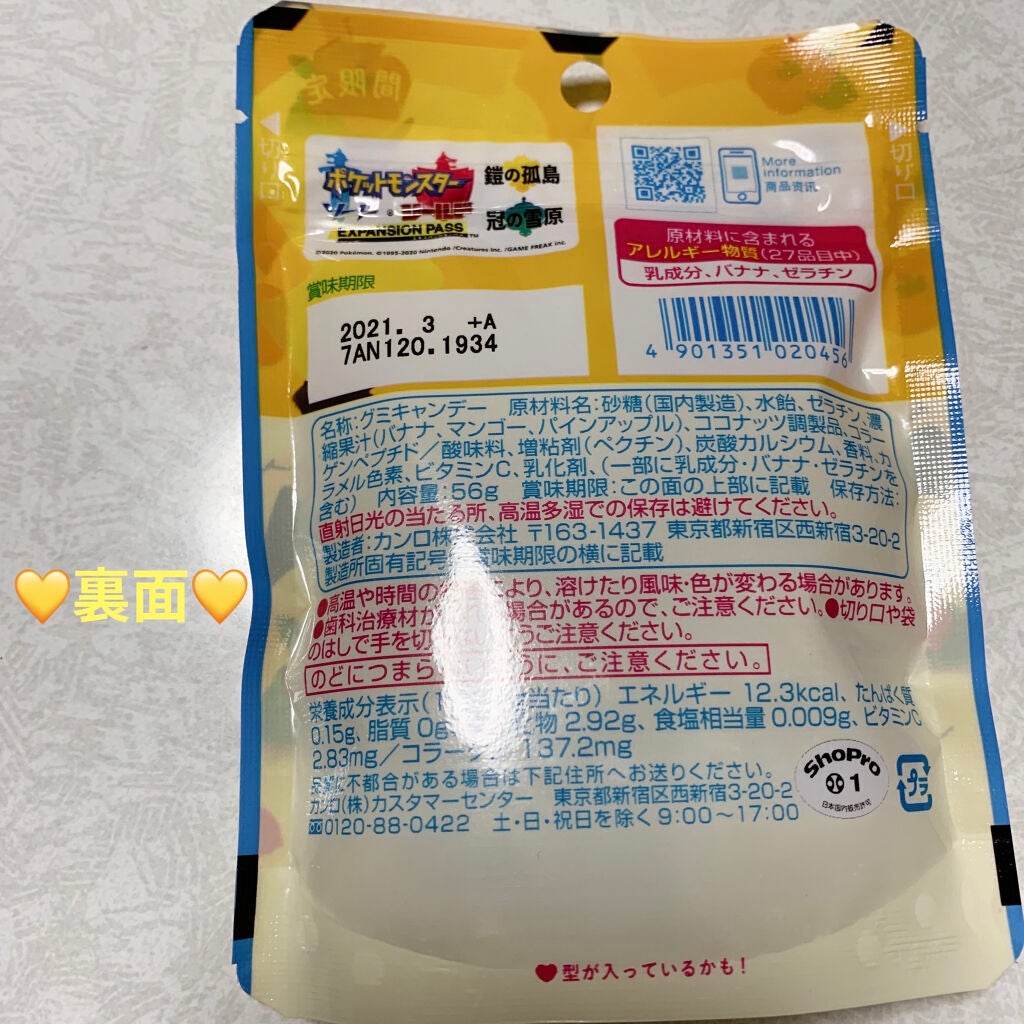 間限定
切り口
切り口
ポケットモンスター
ソード・シールド
EXPANSION PASS™
鎧の孤島
冠の雪原
©2020 Pokémon. ©1995-2020 Nintendo /Creatures Inc. /GAME FREAK inc.
More
information
商品资讯
原材料に含まれる
アレルギー物質(27品目中)
乳成分、バナナ、ゼラチン
賞味期限
2021. 3 +A
7AN120.1934
4 901351 020456
名称:グミキャンデー 原材料名:砂糖(国内製造)、水飴、ゼラチン、濃
縮果汁(バナナ、マンゴー、パインアップル)、ココナッツ調製品、コラー
ゲンペプチド/酸味料、増粘剤(ペクチン)、炭酸カルシウム、香料、カ
ラメル色素、ビタミンC、乳化剤、(一部に乳成分・バナナ・ゼラチンを
含む) 内容量:56g 賞味期限:この面の上部に記載 保存方法:
直射日光の当たる所、高温多湿での保存は避けてください。
製造者:カンロ株式会社 〒163-1437 東京都新宿区西新宿3-20-2
製造所固有記号 賞味期限の横に記載
●高温や時間の により、溶けたり風味・色が変わる場合があります。
●歯科治療材が 場合があるので、ご注意ください。●切り口や袋
のはしで手を切 うご注意ください。
のどにつまら うに、ご注意ください。
栄養成分表示( 当たり) エネルギー 12.3kcal、たんぱく質
0.15g、脂質 0g 物 2.92g、食塩相当量 0.009g、ビタミンC
2.83mg/コラー 137.2mg
不都合がある場合は下記住所へお送りください。
カンロ(株)カスタマーセンター 東京都新宿区西新宿3-20-2
0120-88-0422 土・日・祝日を除く9:00〜17:00
ShoPro
1
日本国内販売許可
プラ
♥型が入っているかも!
🧡裏面🧡